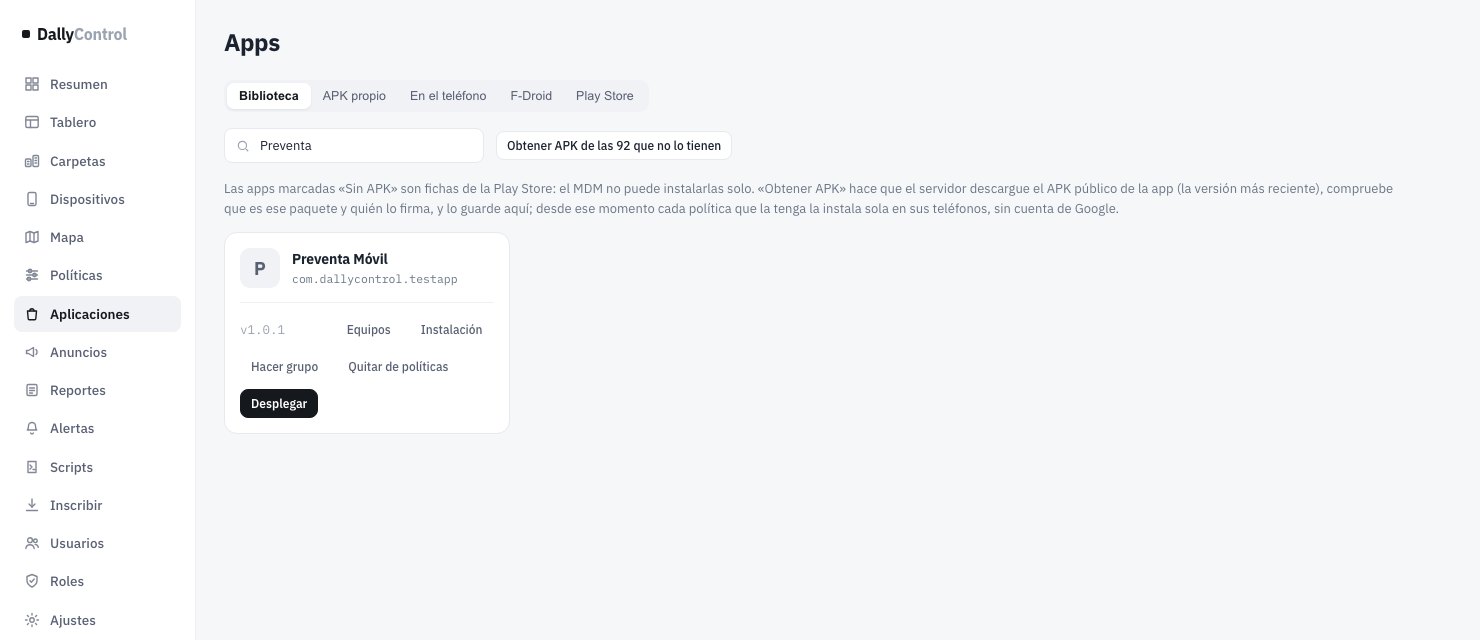 DallyControl
Resumen
Tablero
Carpetas
Dispositivos
Mapa
Políticas
Aplicaciones
Anuncios
Reportes
Alertas
Scripts
Inscribir
Usuarios
Roles
Ajustes
Apps
Biblioteca APK propio En el teléfono F-Droid Play Store
Preventa Obtener APK de las 92 que no lo tienen
Las apps marcadas «Sin APK» son fichas de la Play Store: el MDM no puede instalarlas solo. «Obtener APK» hace que el servidor descargue el APK público de la app (la versión más reciente), compruebe
que es ese paquete y quién lo firma, y lo guarde aquí; desde ese momento cada política que la tenga la instala sola en sus teléfonos, sin cuenta de Google.
P
Preventa Móvil
com.dallycontrol.testapp
v1.0.1 Equipos Instalación
Hacer grupo Quitar de políticas
Desplegar